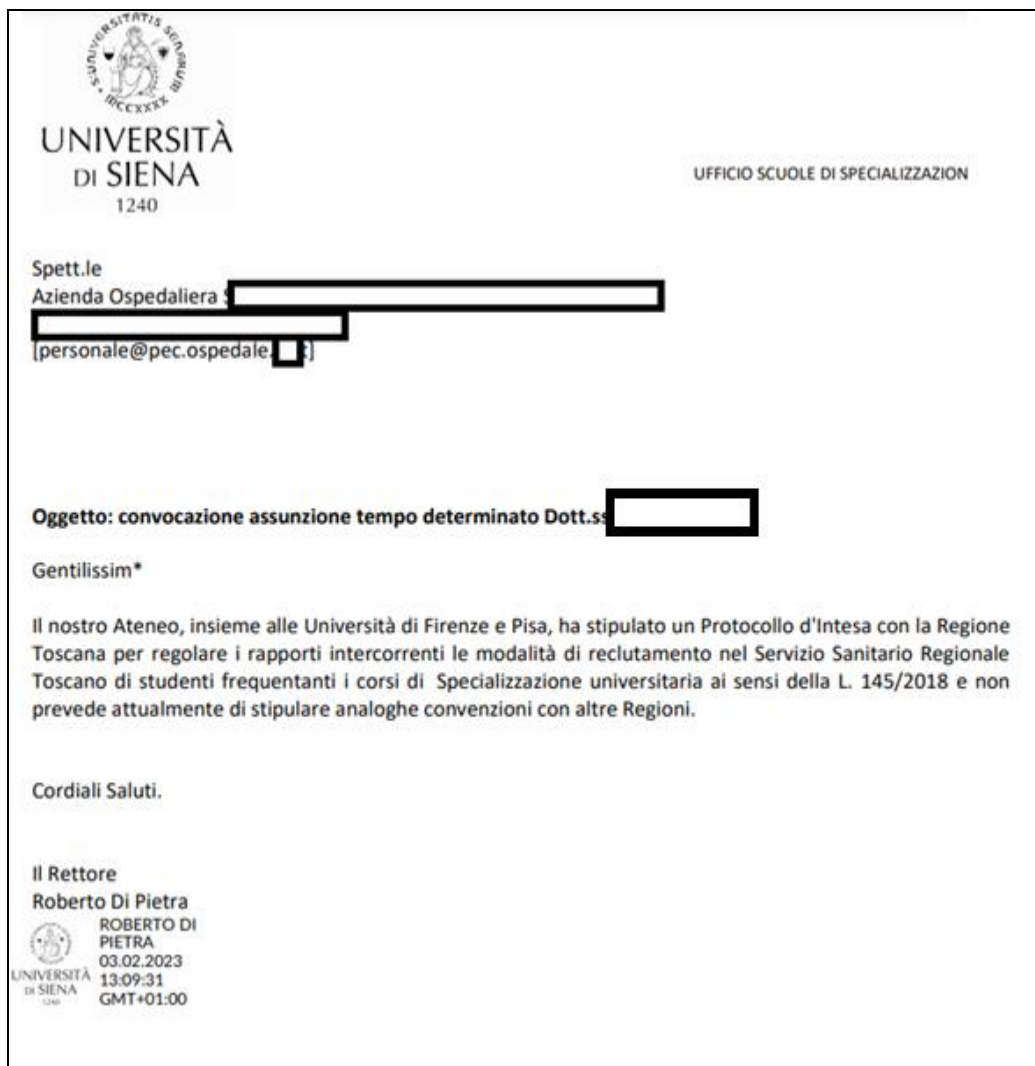 S·UNIVERSITATIS SENARUM
MCCXXXX
UNIVERSITÀ
DI SIENA
1240
UFFICIO SCUOLE DI SPECIALIZZAZION
Spett.le
Azienda Ospedaliera
[personale@pec.ospedale.
]
Oggetto: convocazione assunzione tempo determinato Dott.ss
Gentilissim*
Il nostro Ateneo, insieme alle Università di Firenze e Pisa, ha stipulato un Protocollo d'Intesa con la Regione
Toscana per regolare i rapporti intercorrenti le modalità di reclutamento nel Servizio Sanitario Regionale
Toscano di studenti frequentanti i corsi di Specializzazione universitaria ai sensi della L. 145/2018 e non
prevede attualmente di stipulare analoghe convenzioni con altre Regioni.
Cordiali Saluti.
Il Rettore
Roberto Di Pietra
ROBERTO DI
PIETRA
03.02.2023
13:09:31
GMT+01:00
UNIVERSITÀ
DI SIENA
1240